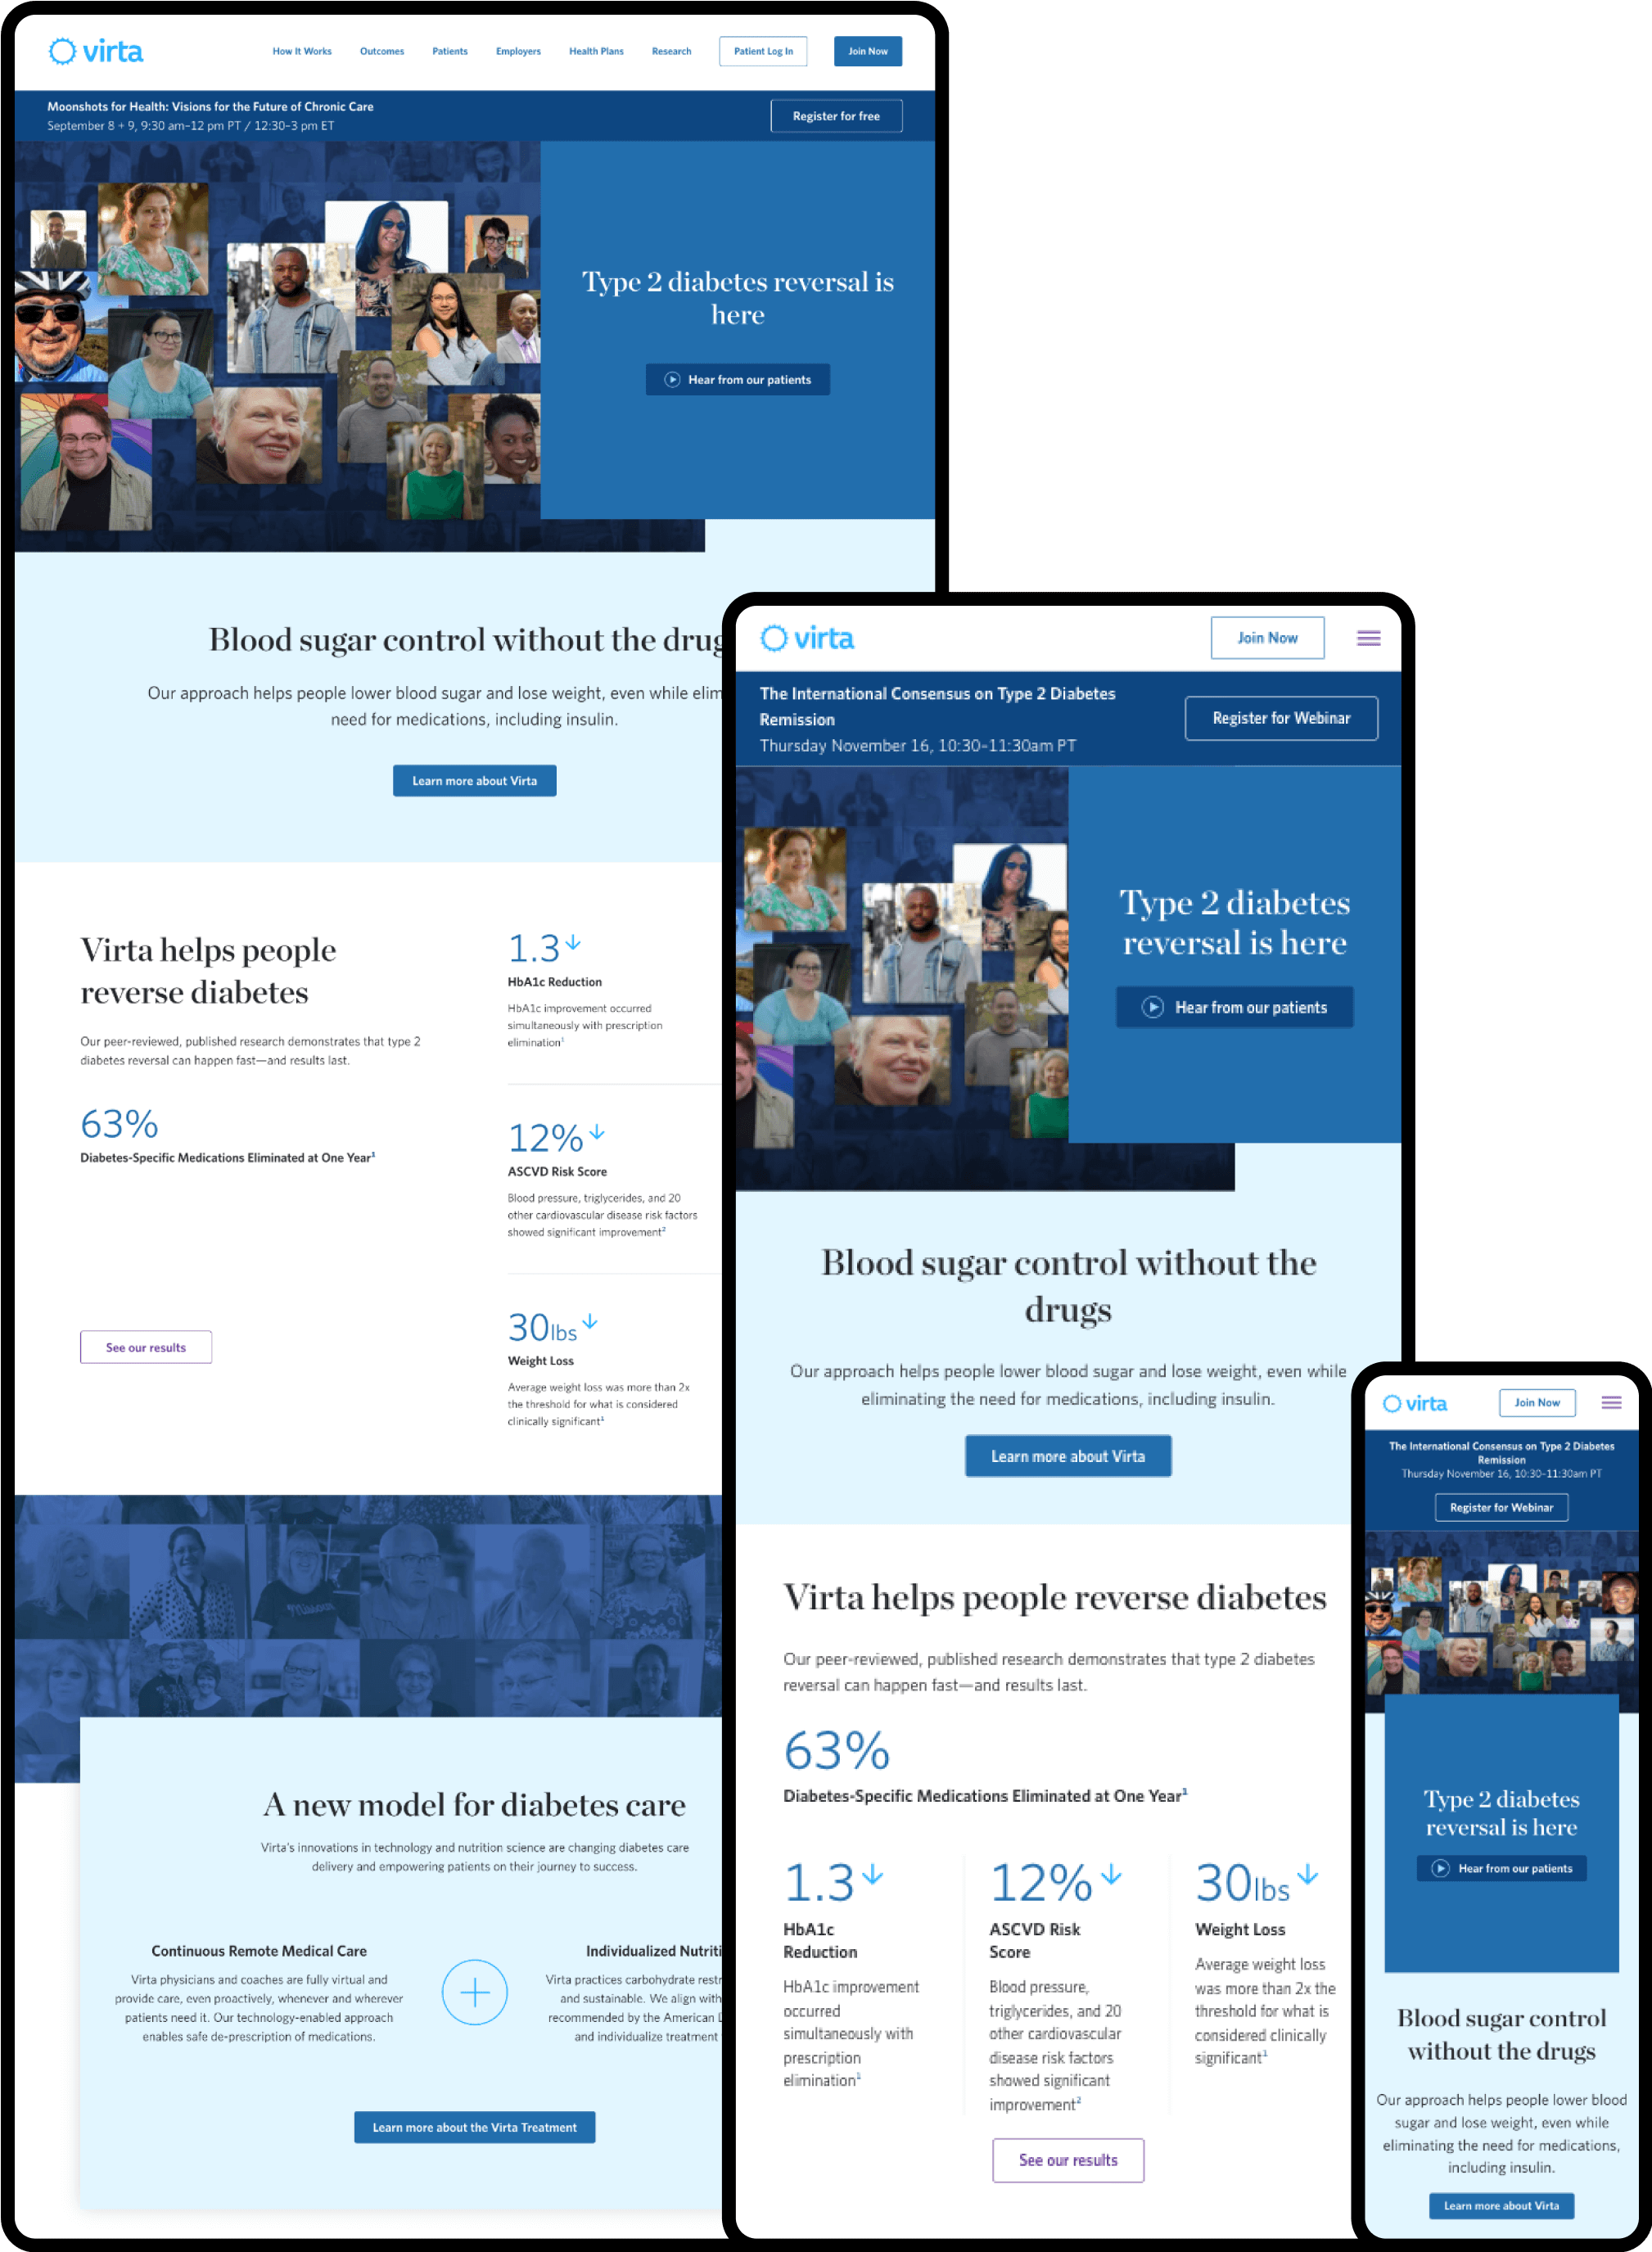 virta
How It Works
Outcomes
Patients
Employers
Health Plans
Research
Patient Log In
Join Now
Moonshots for Health: Visions for the Future of Chronic Care
September 8 + 9, 9:30 am–12 pm PT / 12:30–3 pm ET
Register for free
Type 2 diabetes reversal is
here
Hear from our patients
Blood sugar control without the
Our approach helps people lower blood sugar and lose weight, even while
need for medications, including insulin.
Learn more about Virta
Virta helps people
reverse diabetes
Our peer-reviewed, published research demonstrates that type 2
diabetes reversal can happen fast—and results last.
63%
Diabetes-Specific Medications Eliminated at One Year¹
See our results
1.3
HbA1c Reduction
HbA1c improvement occurred
simultaneously with prescription
elimination¹
12%
ASCVD Risk Score
Blood pressure, triglycerides, and 20
other cardiovascular disease risk factors
showed significant improvement²
30lbs
Weight Loss
Average weight loss was more than 2x
the threshold for what is considered
clinically significant¹
A new model for diabetes care
Virta's innovations in technology and nutrition science are changing diabetes care
delivery and empowering patients on their journey to success.
Continuous Remote Medical Care
Virta physicians and coaches are fully virtual and
provide care, even proactively, whenever and wherever
patients need it. Our technology-enabled approach
enables safe de-prescription of medications.
Individualized
Virta practices carbohydrate
and sustainable. We align with
recommended by the American
and individualize treatment
Learn more about the Virta Treatment
virta
Join Now
The International Consensus on Type 2 Diabetes
Remission
Thursday November 16, 10:30–11:30am PT
Register for Webinar
Type 2 diabetes
reversal is here
Hear from our patients
Blood sugar control without the
drugs
Our approach helps people lower blood sugar and lose weight, even while
eliminating the need for medications, including insulin.
Learn more about Virta
Virta helps people reverse diabetes
Our peer-reviewed, published research demonstrates that type 2 diabetes
reversal can happen fast—and results last.
63%
Diabetes-Specific Medications Eliminated at One Year¹
1.3
HbA1c
Reduction
HbA1c improvement
occurred
simultaneously with
prescription
elimination¹
12%
ASCVD Risk
Score
Blood pressure,
triglycerides, and 20
other cardiovascular
disease risk factors
showed significant
improvement²
30lbs
Weight Loss
Average weight loss
was more than 2x the
threshold for what is
considered clinically
significant¹
See our results
virta
Join Now
The International Consensus on Type 2 Diabetes
Remission
Thursday November 16, 10:30–11:30am PT
Register for Webinar
Type 2 diabetes
reversal is here
Hear from our patients
Blood sugar control
without the drugs
Our approach helps people lower blood
sugar and lose weight, even while
eliminating the need for medications,
including insulin.
Learn more about Virta